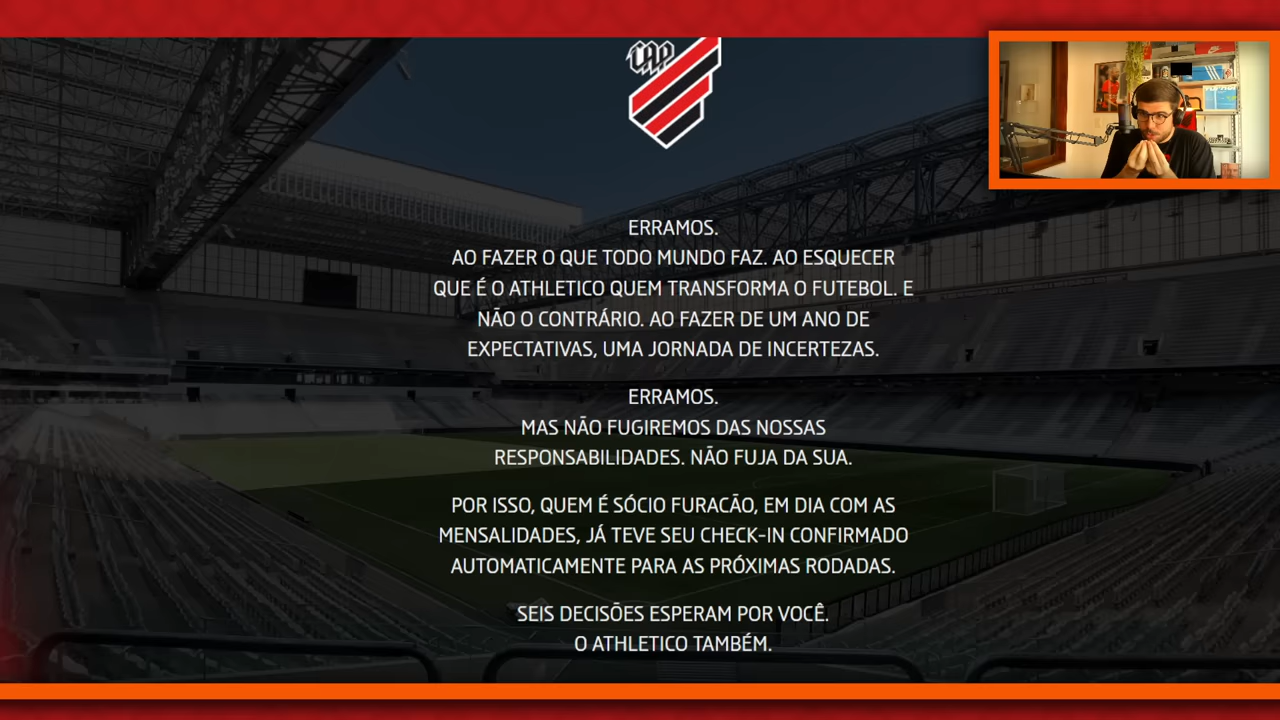 CAP
ERRAMOS.
AO FAZER O QUE TODO MUNDO FAZ. AO ESQUECER
QUE É O ATHLETICO QUEM TRANSFORMA O FUTEBOL. E
NÃO O CONTRÁRIO. AO FAZER DE UM ANO DE
EXPECTATIVAS, UMA JORNADA DE INCERTEZAS.
ERRAMOS.
MAS NÃO FUGIREMOS DAS NOSSAS
RESPONSABILIDADES. NÃO FUJA DA SUA.
POR ISSO, QUEM É SÓCIO FURACÃO, EM DIA COM AS
MENSALIDADES, JÁ TEVE SEU CHECK-IN CONFIRMADO
AUTOMATICAMENTE PARA AS PRÓXIMAS RODADAS.
SEIS DECISÕES ESPERAM POR VOCÊ.
O ATHLETICO TAMBÉM.